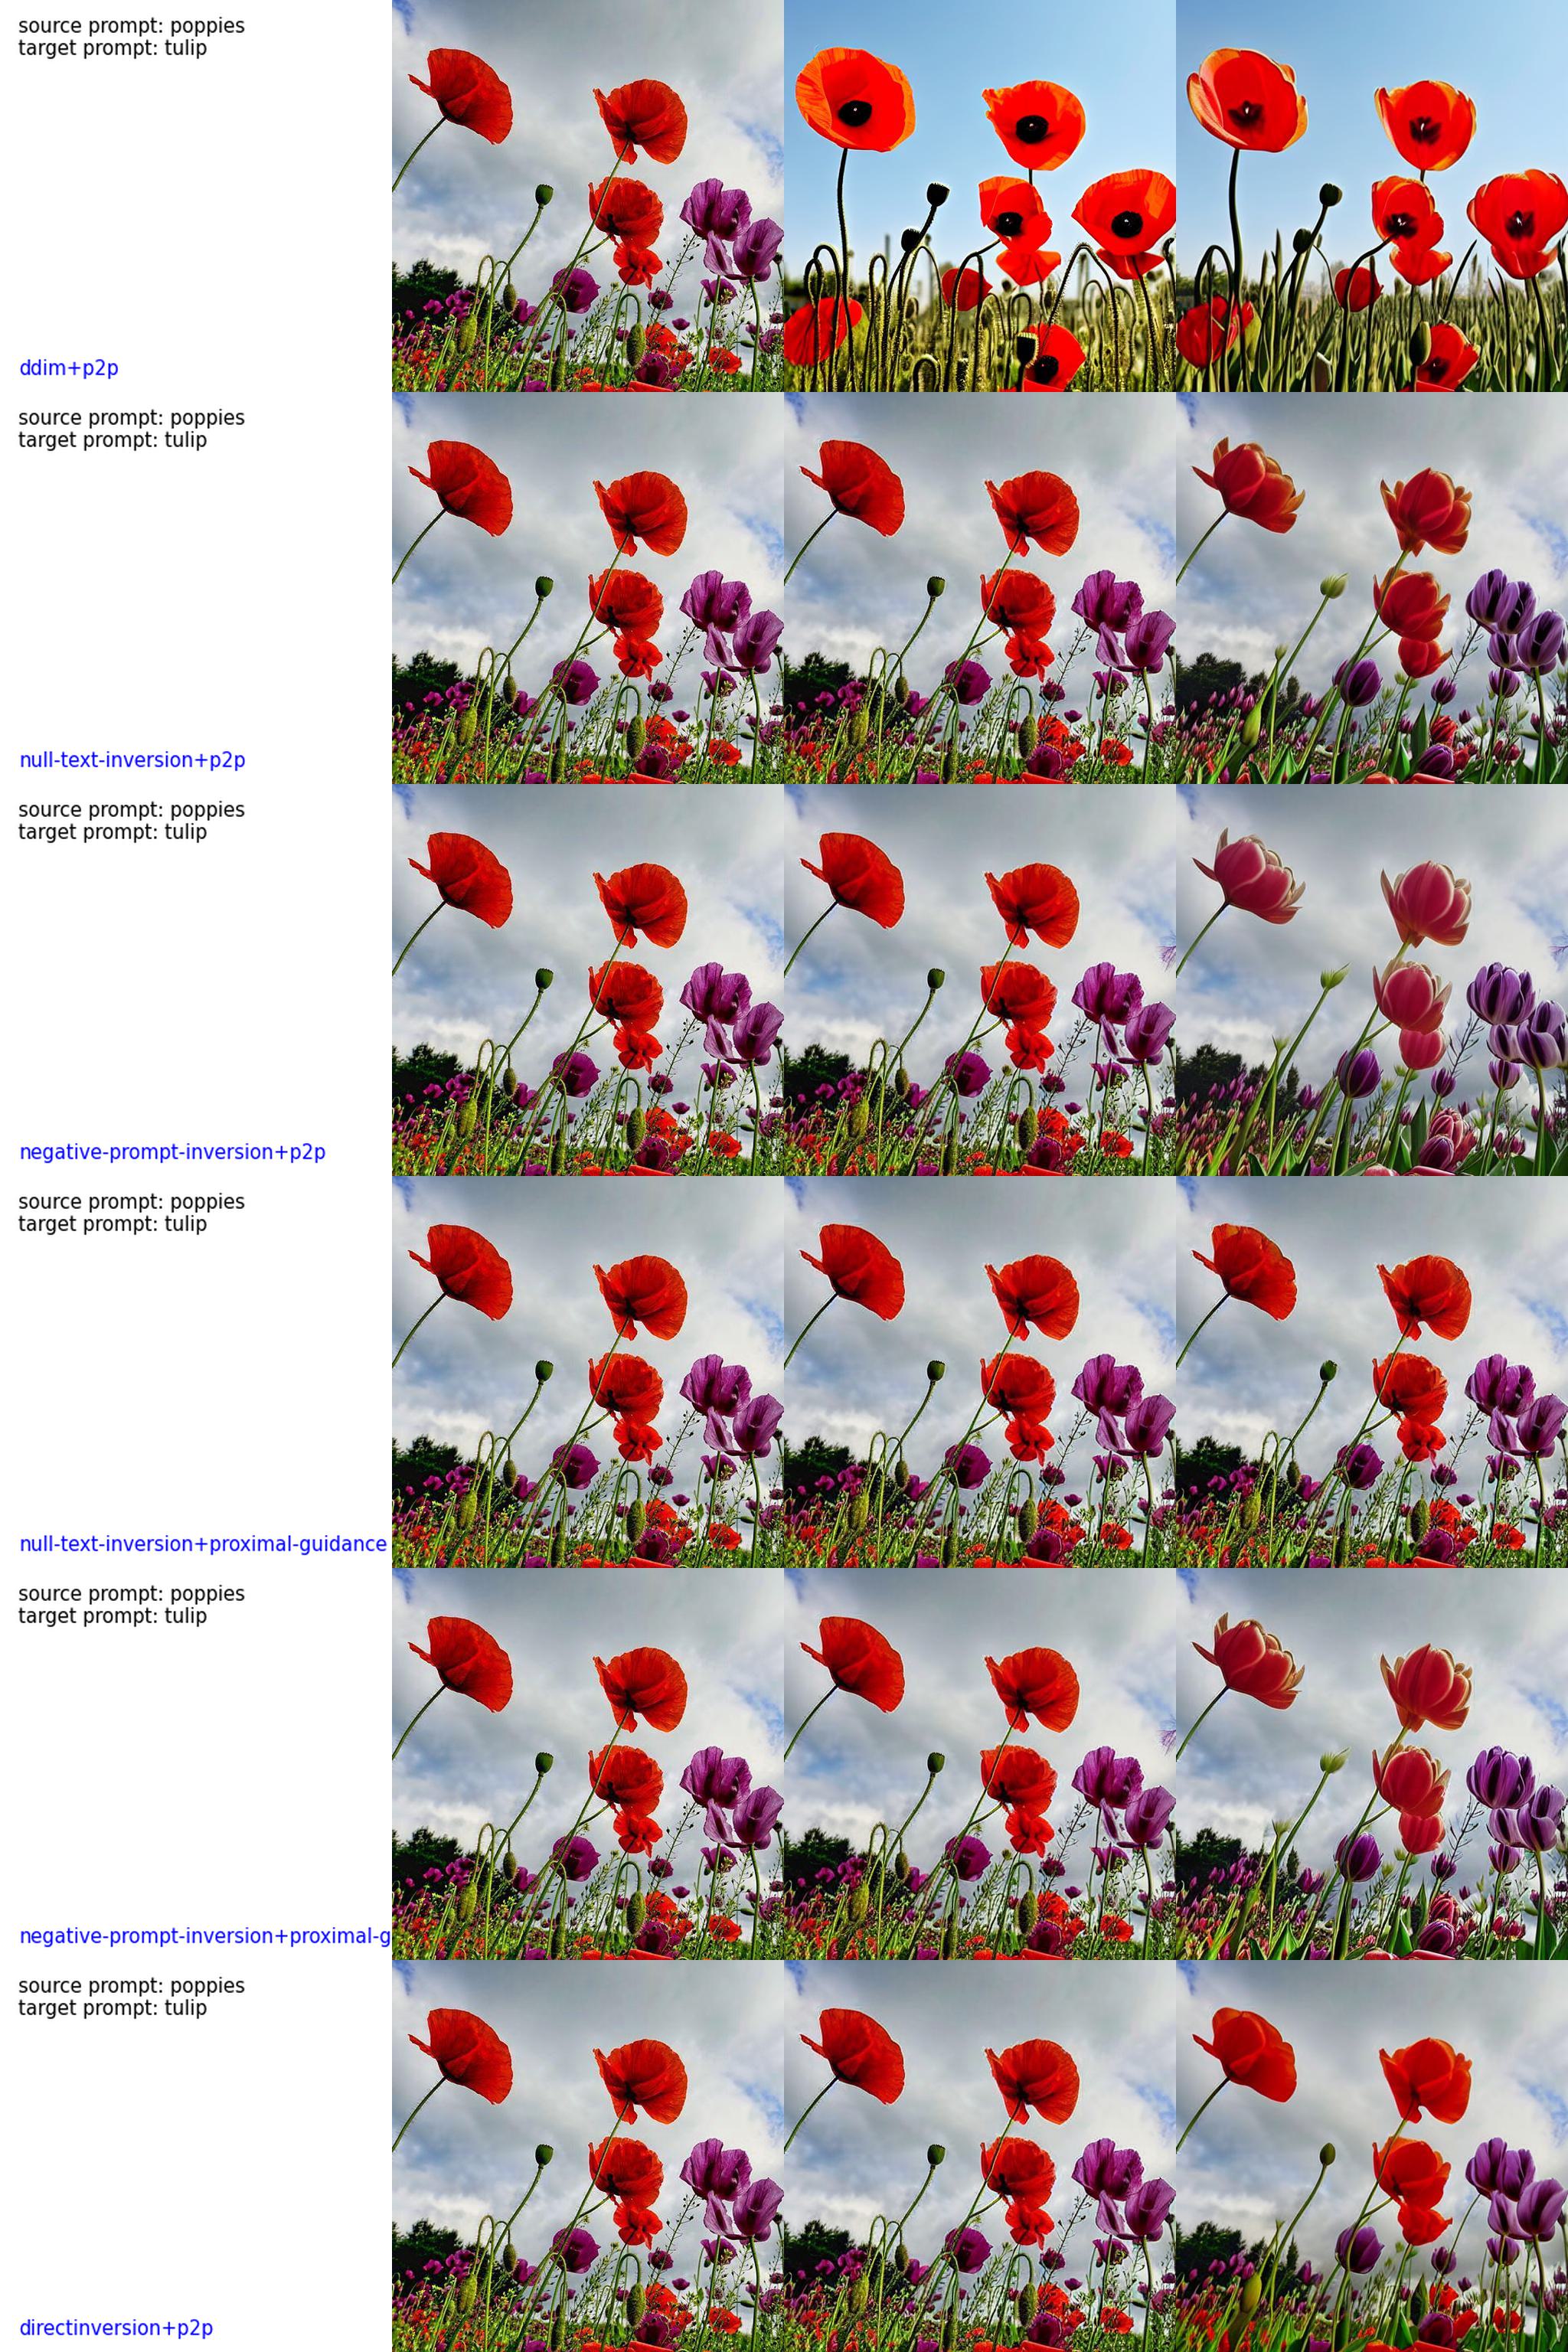 source prompt: poppies
target prompt: tulip
ddim+p2p
source prompt: poppies
target prompt: tulip
null-text-inversion+p2p
source prompt: poppies
target prompt: tulip
negative-prompt-inversion+p2p
source prompt: poppies
target prompt: tulip
null-text-inversion+proximal-guidance
source prompt: poppies
target prompt: tulip
negative-prompt-inversion+proximal-g
source prompt: poppies
target prompt: tulip
directinversion+p2p